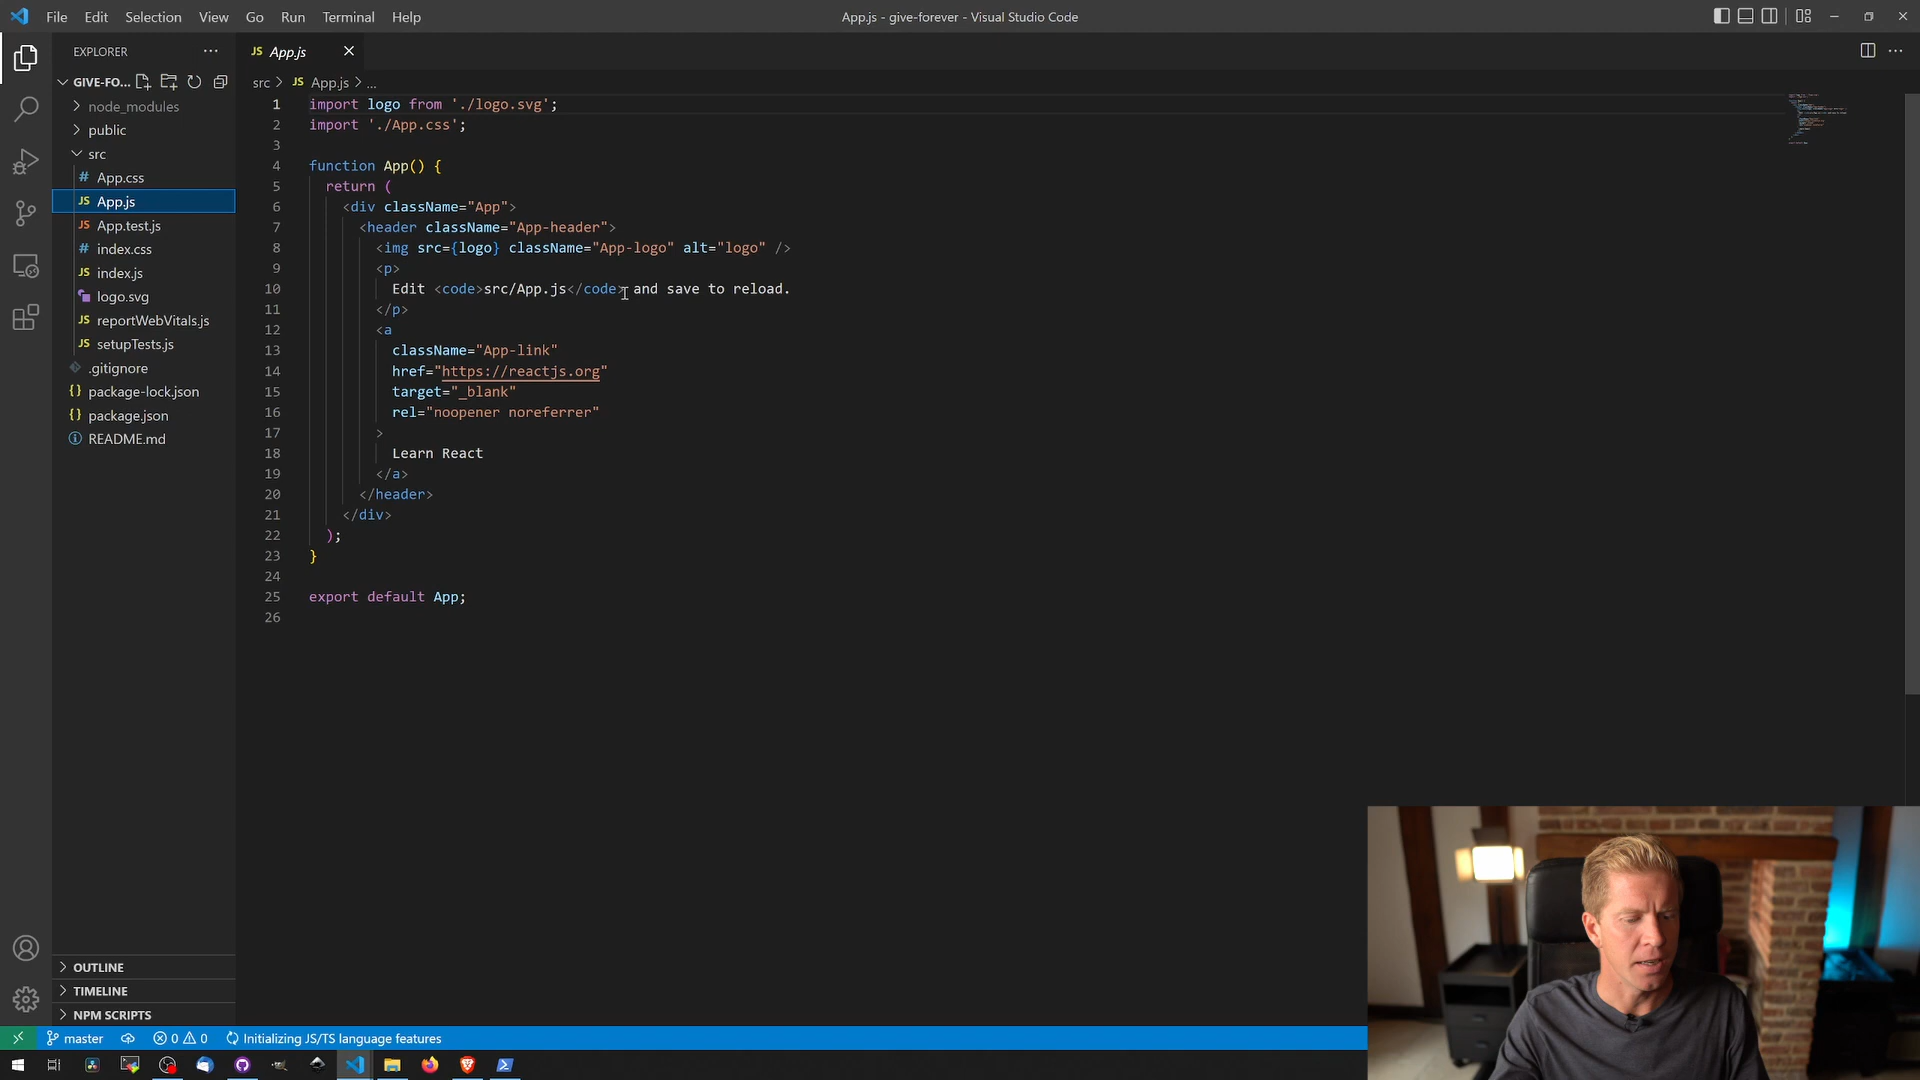 File Edit Selection View Go Run Terminal Help
App.js - give-forever - Visual Studio Code
EXPLORER
GIVE-FO...
node_modules
public
src
# App.css
JS App.js
JS App.test.js
# index.css
JS index.js
logo.svg
JS reportWebVitals.js
JS setupTests.js
.gitignore
{} package-lock.json
{} package.json
README.md
OUTLINE
TIMELINE
NPM SCRIPTS
JS App.js
src > JS App.js > ...
1 import logo from './logo.svg';
2 import './App.css';
3
4 function App() {
5 return (
6 <div className="App">
7 <header className="App-header">
8 <img src={logo} className="App-logo" alt="logo" />
9 <p>
10 Edit <code>src/App.js</code> and save to reload.
11 </p>
12 <a
13 className="App-link"
14 href="https://reactjs.org"
15 target="_blank"
16 rel="noopener noreferrer"
17 >
18 Learn React
19 </a>
20 </header>
21 </div>
22 );
23 }
24
25 export default App;
26
master 0 0 Initializing JS/TS language features